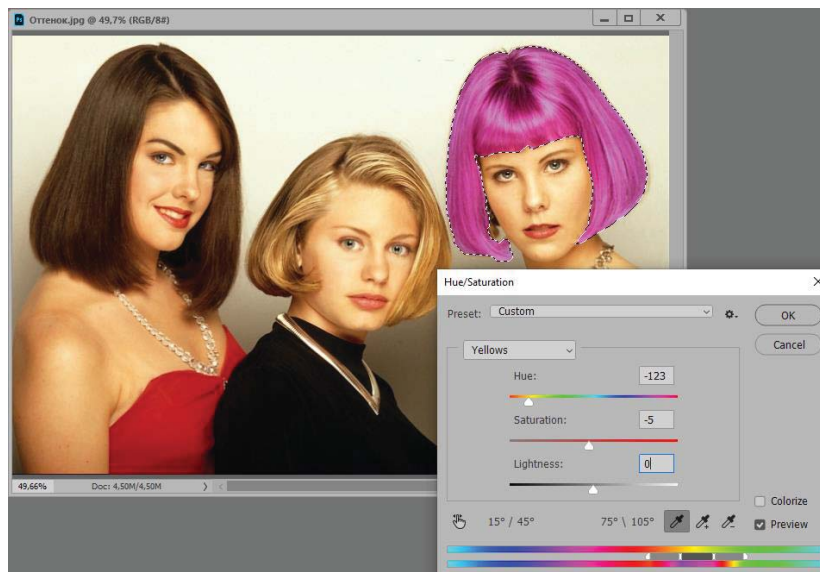 Ps Оттенок.jpg @ 49,7% (RGB/8#)
Hue/Saturation
Preset: Custom
OK
Cancel
Yellows
Hue: -123
Saturation: -5
Lightness: 0
49,66% Doc: 4,50M/4,50M
Colorize
15° / 45° 75° \ 105°
Preview